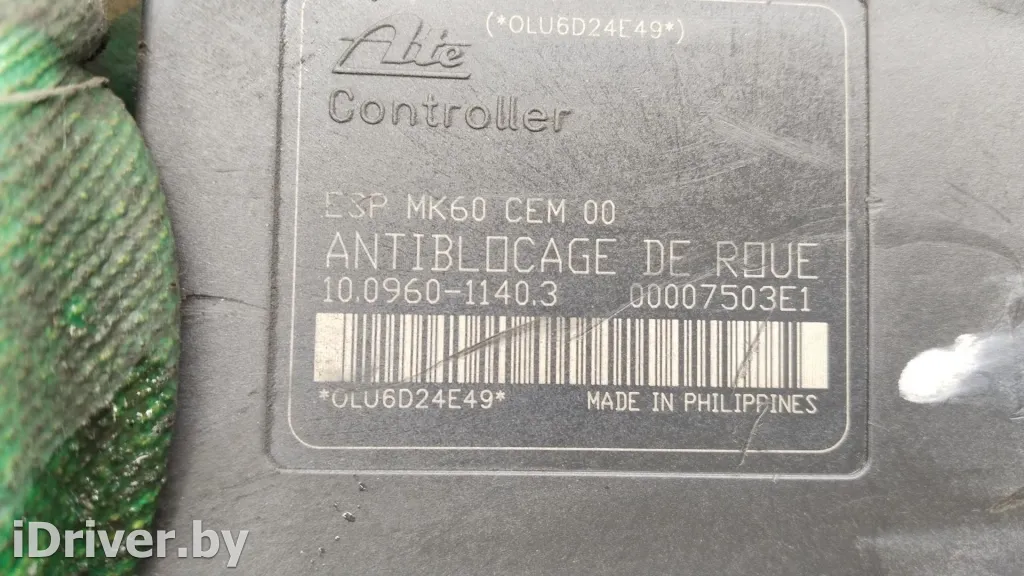 (*OLU6D24E49*)
Ate
Controller
ESP MK60 CEM 00
ANTIBLOCAGE DE ROUE
10.0960-1140.3 00007503E1
*OLU6D24E49* MADE IN PHILIPPINES
iDriver.by